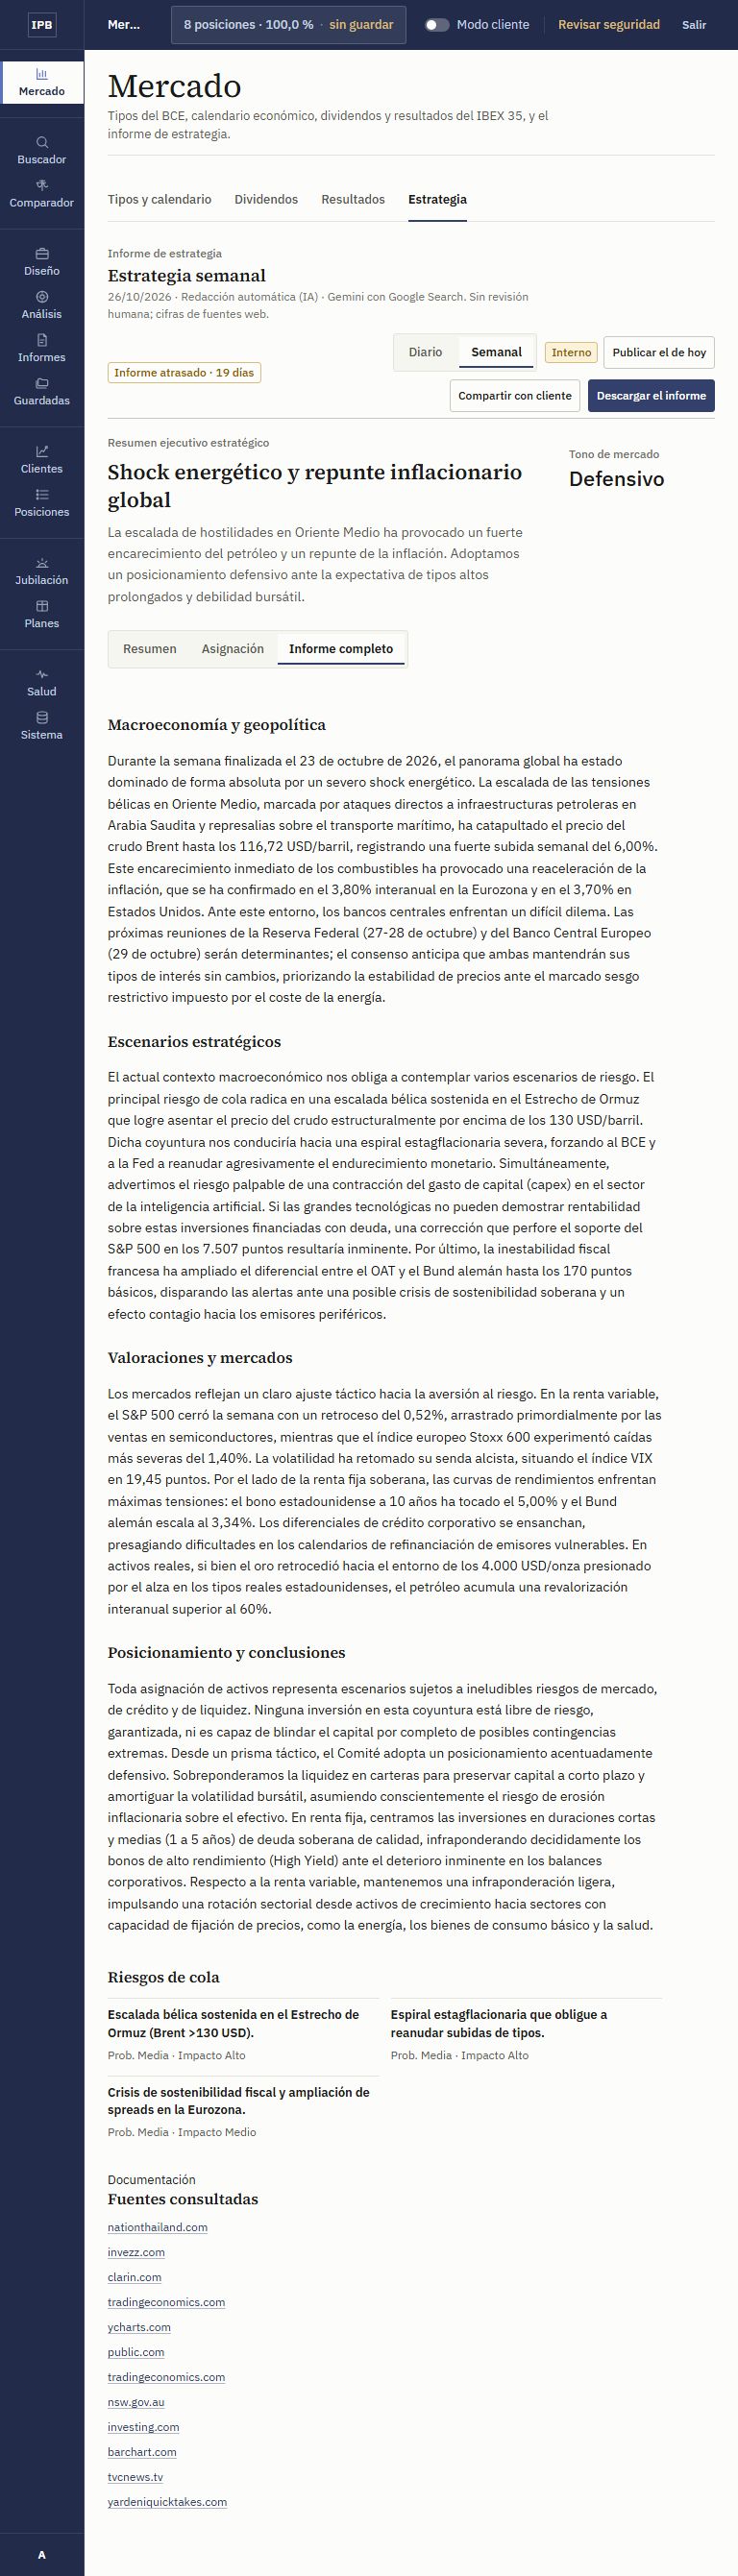 IPB
Mer...
8 posiciones · 100,0 % · sin guardar
Modo cliente
Revisar seguridad
Salir
Mercado
Buscador
Comparador
Diseño
Análisis
Informes
Guardadas
Clientes
Posiciones
Jubilación
Planes
Salud
Sistema
A
Mercado
Tipos del BCE, calendario económico, dividendos y resultados del IBEX 35, y el
informe de estrategia.
Tipos y calendario
Dividendos
Resultados
Estrategia
Informe de estrategia
Estrategia semanal
26/10/2026 · Redacción automática (IA) · Gemini con Google Search. Sin revisión
humana; cifras de fuentes web.
Informe atrasado · 19 días
Diario
Semanal
Interno
Publicar el de hoy
Compartir con cliente
Descargar el informe
Resumen ejecutivo estratégico
Shock energético y repunte inflacionario
global
La escalada de hostilidades en Oriente Medio ha provocado un fuerte
encarecimiento del petróleo y un repunte de la inflación. Adoptamos
un posicionamiento defensivo ante la expectativa de tipos altos
prolongados y debilidad bursátil.
Tono de mercado
Defensivo
Resumen
Asignación
Informe completo
Macroeconomía y geopolítica
Durante la semana finalizada el 23 de octubre de 2026, el panorama global ha estado
dominado de forma absoluta por un severo shock energético. La escalada de las tensiones
bélicas en Oriente Medio, marcada por ataques directos a infraestructuras petroleras en
Arabia Saudita y represalias sobre el transporte marítimo, ha catapultado el precio del
crudo Brent hasta los 116,72 USD/barril, registrando una fuerte subida semanal del 6,00%.
Este encarecimiento inmediato de los combustibles ha provocado una reaceleración de la
inflación, que se ha confirmado en el 3,80% interanual en la Eurozona y en el 3,70% en
Estados Unidos. Ante este entorno, los bancos centrales enfrentan un difícil dilema. Las
próximas reuniones de la Reserva Federal (27-28 de octubre) y del Banco Central Europeo
(29 de octubre) serán determinantes; el consenso anticipa que ambas mantendrán sus
tipos de interés sin cambios, priorizando la estabilidad de precios ante el marcado sesgo
restrictivo impuesto por el coste de la energía.
Escenarios estratégicos
El actual contexto macroeconómico nos obliga a contemplar varios escenarios de riesgo. El
principal riesgo de cola radica en una escalada bélica sostenida en el Estrecho de Ormuz
que logre asentar el precio del crudo estructuralmente por encima de los 130 USD/barril.
Dicha coyuntura nos conduciría hacia una espiral estagflacionaria severa, forzando al BCE y
a la Fed a reanudar agresivamente el endurecimiento monetario. Simultáneamente,
advertimos el riesgo palpable de una contracción del gasto de capital (capex) en el sector
de la inteligencia artificial. Si las grandes tecnológicas no pueden demostrar rentabilidad
sobre estas inversiones financiadas con deuda, una corrección que perfore el soporte del
S&P 500 en los 7.507 puntos resultaría inminente. Por último, la inestabilidad fiscal
francesa ha ampliado el diferencial entre el OAT y el Bund alemán hasta los 170 puntos
básicos, disparando las alertas ante una posible crisis de sostenibilidad soberana y un
efecto contagio hacia los emisores periféricos.
Valoraciones y mercados
Los mercados reflejan un claro ajuste táctico hacia la aversión al riesgo. En la renta variable,
el S&P 500 cerró la semana con un retroceso del 0,52%, arrastrado primordialmente por las
ventas en semiconductores, mientras que el índice europeo Stoxx 600 experimentó caídas
más severas del 1,40%. La volatilidad ha retomado su senda alcista, situando el índice VIX
en 19,45 puntos. Por el lado de la renta fija soberana, las curvas de rendimientos enfrentan
máximas tensiones: el bono estadounidense a 10 años ha tocado el 5,00% y el Bund
alemán escala al 3,34%. Los diferenciales de crédito corporativo se ensanchan,
presagiando dificultades en los calendarios de refinanciación de emisores vulnerables. En
activos reales, si bien el oro retrocedió hacia el entorno de los 4.000 USD/onza presionado
por el alza en los tipos reales estadounidenses, el petróleo acumula una revalorización
interanual superior al 60%.
Posicionamiento y conclusiones
Toda asignación de activos representa escenarios sujetos a ineludibles riesgos de mercado,
de crédito y de liquidez. Ninguna inversión en esta coyuntura está libre de riesgo,
garantizada, ni es capaz de blindar el capital por completo de posibles contingencias
extremas. Desde un prisma táctico, el Comité adopta un posicionamiento acentuadamente
defensivo. Sobreponderamos la liquidez en carteras para preservar capital a corto plazo y
amortiguar la volatilidad bursátil, asumiendo conscientemente el riesgo de erosión
inflacionaria sobre el efectivo. En renta fija, centramos las inversiones en duraciones cortas
y medias (1 a 5 años) de deuda soberana de calidad, infraponderando decididamente los
bonos de alto rendimiento (High Yield) ante el deterioro inminente en los balances
corporativos. Respecto a la renta variable, mantenemos una infraponderación ligera,
impulsando una rotación sectorial desde activos de crecimiento hacia sectores con
capacidad de fijación de precios, como la energía, los bienes de consumo básico y la salud.
Riesgos de cola
Escalada bélica sostenida en el Estrecho de
Ormuz (Brent >130 USD).
Prob. Media · Impacto Alto
Espiral estagflacionaria que obligue a
reanudar subidas de tipos.
Prob. Media · Impacto Alto
Crisis de sostenibilidad fiscal y ampliación de
spreads en la Eurozona.
Prob. Media · Impacto Medio
Documentación
Fuentes consultadas
nationthailand.com
invezz.com
clarin.com
tradingeconomics.com
ycharts.com
public.com
tradingeconomics.com
nsw.gov.au
investing.com
barchart.com
tvcnews.tv
yardeniquicktakes.com